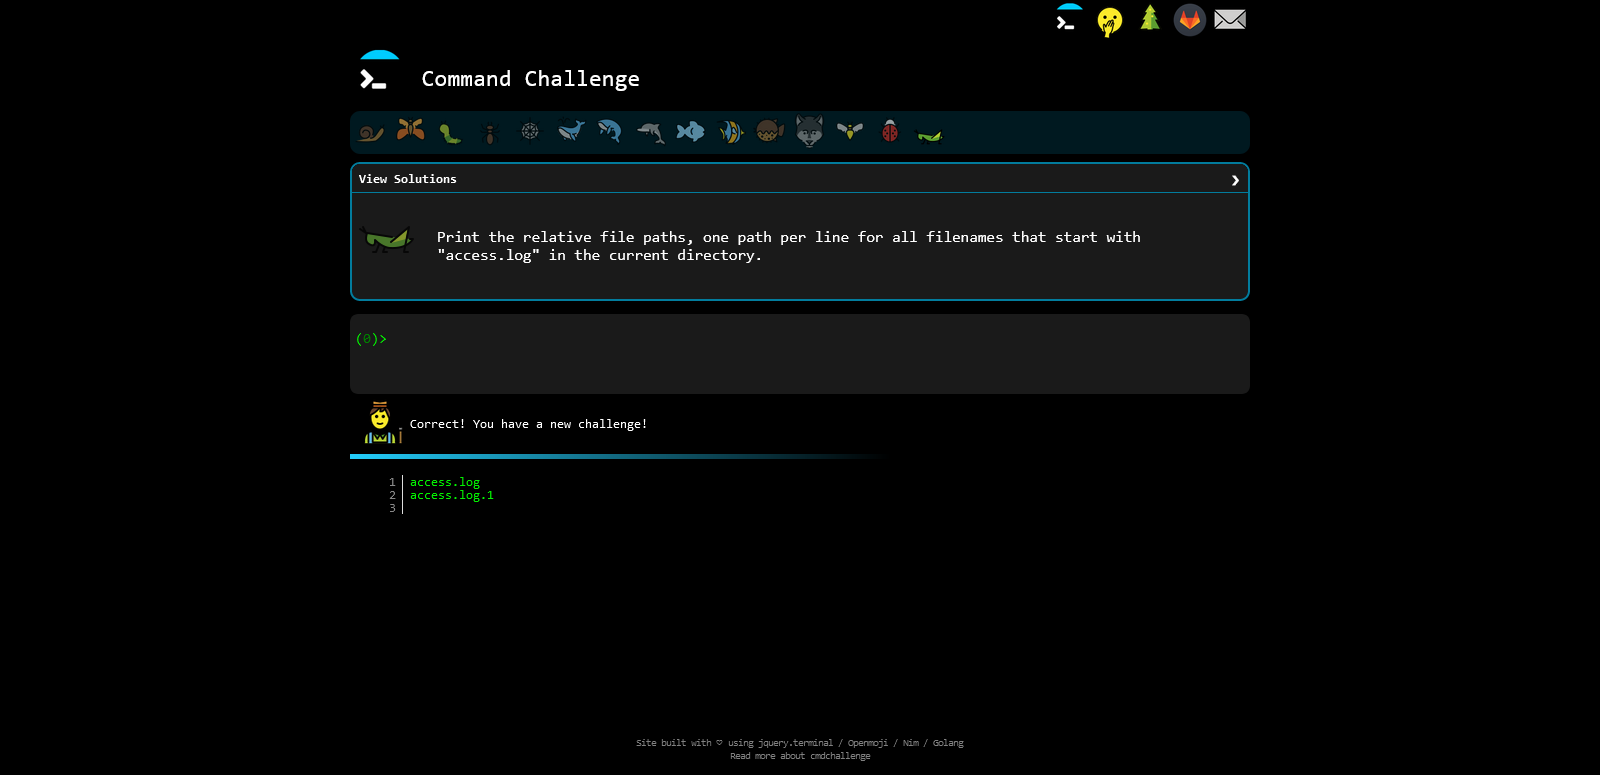 Command Challenge
View Solutions
Print the relative file paths, one path per line for all filenames that start with
"access.log" in the current directory.
(0)>
Correct! You have a new challenge!
1 access.log
2 access.log.1
3
Site built with ♡ using jquery.terminal / Openmoji / Nim / Golang
Read more about cmdchallenge